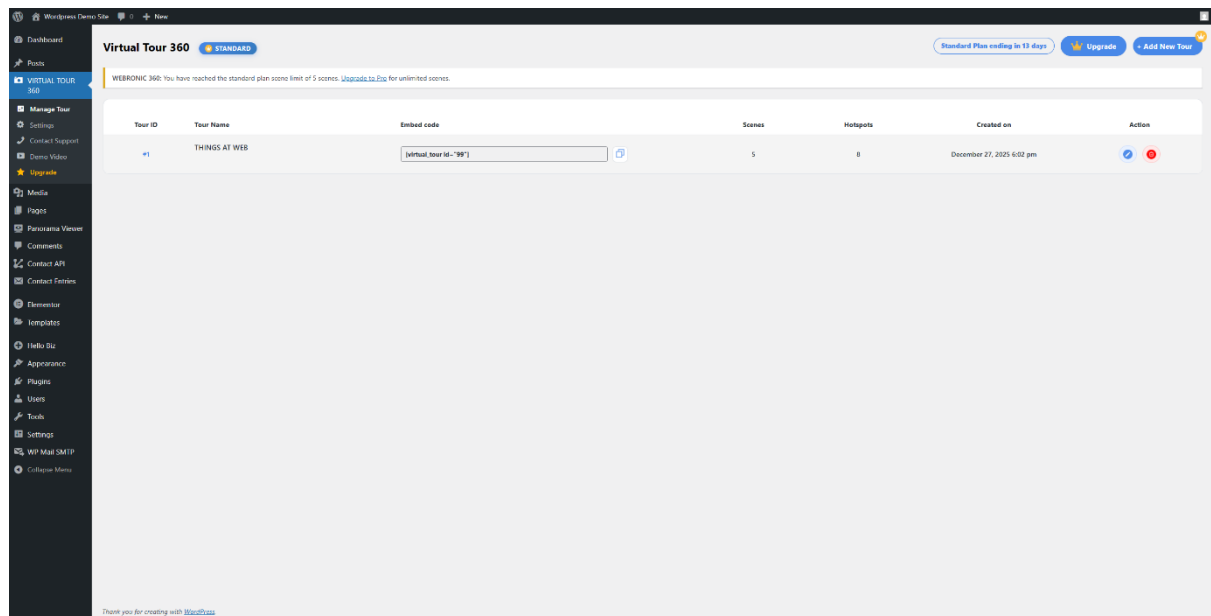 Wordpress Demo Site 0 + New
Dashboard
Posts
VIRTUAL TOUR
360
Manage Tour
Settings
Contact Support
Demo Video
Upgrade
Media
Pages
Panorama Viewer
Comments
Contact API
Contact Entries
Elementor
Templates
Hello Biz
Appearance
Plugins
Users
Tools
Settings
WP Mail SMTP
Collapse Menu
Virtual Tour 360 STANDARD
Standard Plan ending in 13 days Upgrade + Add New Tour
WEBRONIC 360: You have reached the standard plan scene limit of 5 scenes. Upgrade to Pro for unlimited scenes.
Tour ID Tour Name Embed code Scenes Hotspots Created on Action
#1 THINGS AT WEB [virtual_tour id="99"] 5 8 December 27, 2025 6:02 pm
Thank you for creating with WordPress.